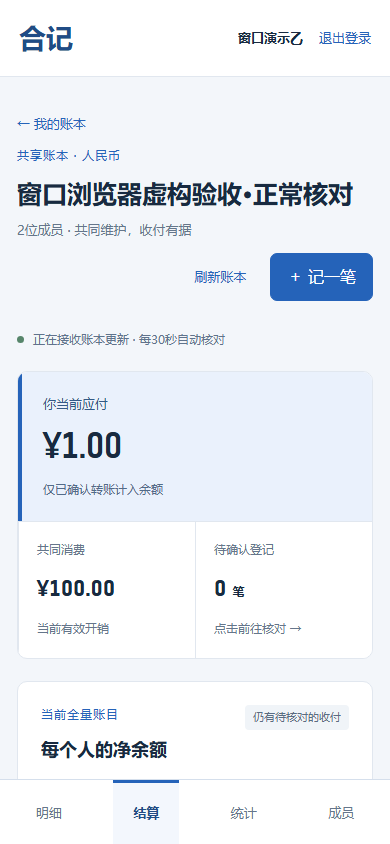 合记
窗口演示乙 退出登录
← 我的账本
共享账本 · 人民币
窗口浏览器虚构验收•正常核对
2位成员 · 共同维护，收付有据
刷新账本 + 记一笔
正在接收账本更新 · 每30秒自动核对
你当前应付
¥1.00
仅已确认转账计入余额
共同消费 待确认登记
¥100.00 0 笔
当前有效开销 点击前往核对 →
当前全量账目 仍有待核对的收付
每个人的净余额
明细 结算 统计 成员